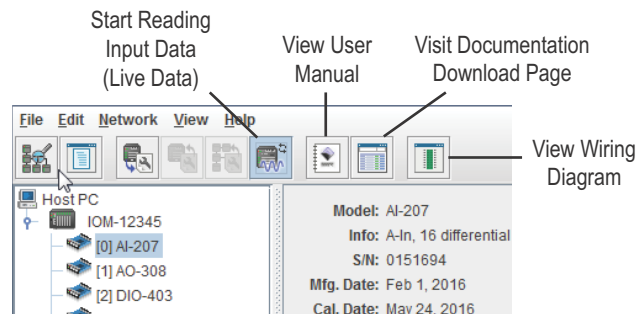 Start Reading
Input Data
(Live Data)
View User
Manual
Visit Documentation
Download Page
File Edit Network View Help
View Wiring
Diagram
Host PC
IOM-12345
[0] AI-207
[1] AO-308
[2] DIO-403
Model: AI-207
Info: A-In, 16 differential
S/N: 0151694
Mfg. Date: Feb 1, 2016
Cal. Date: May 24, 2016